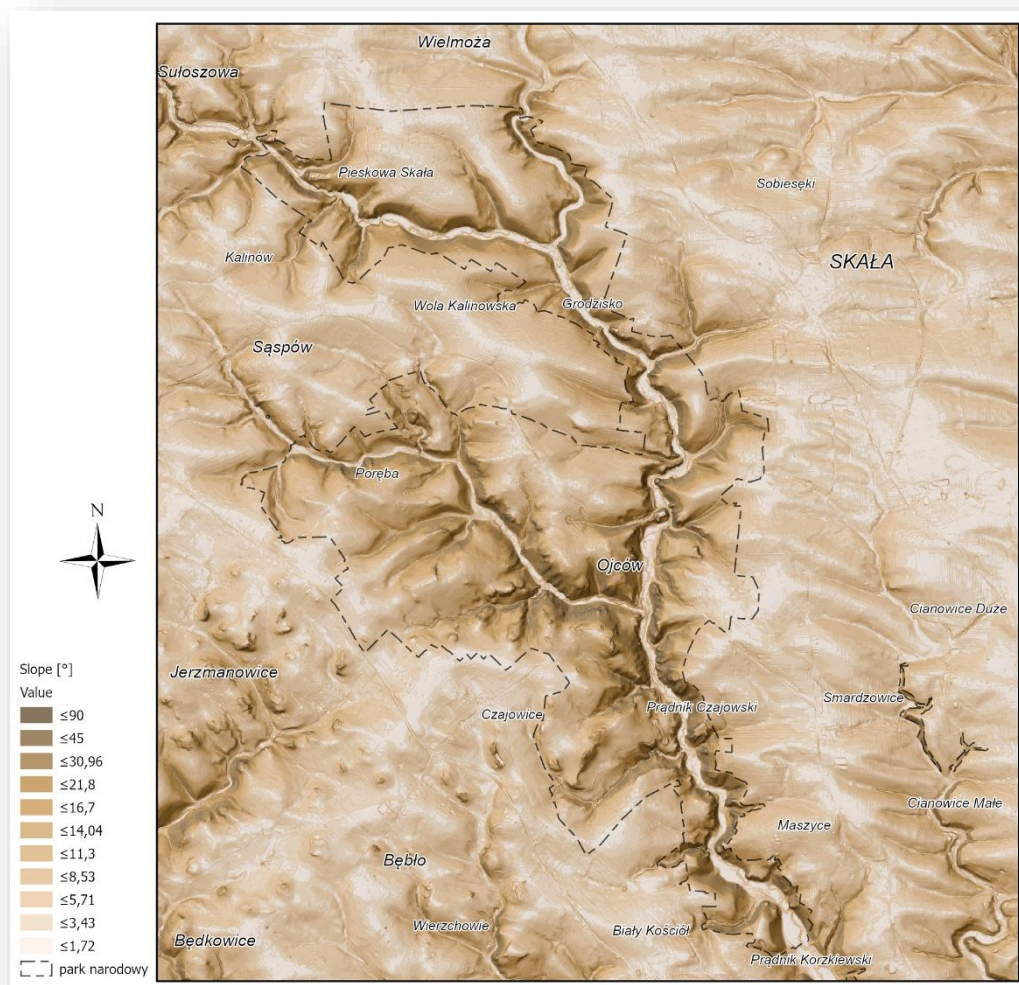 Wielmoża
Sułoszowa
Pieskowa Skała
Sobiesęki
Kalinów
SKAŁA
Wola Kalinowska
Grodzisko
Sąspów
Poręba
N
Ojców
Cianowice Duże
Slope [°]
Value
≤90
≤45
≤30,96
≤21,8
≤16,7
≤14,04
≤11,3
≤8,53
≤5,71
≤3,43
≤1,72
park narodowy
Jerzmanowice
Smardzowice
Czajowice
Prądnik Czajowski
Cianowice Małe
Maszyce
Bębło
Wierzchowie
Biały Kościół
Będkowice
Prądnik Korzkiewski